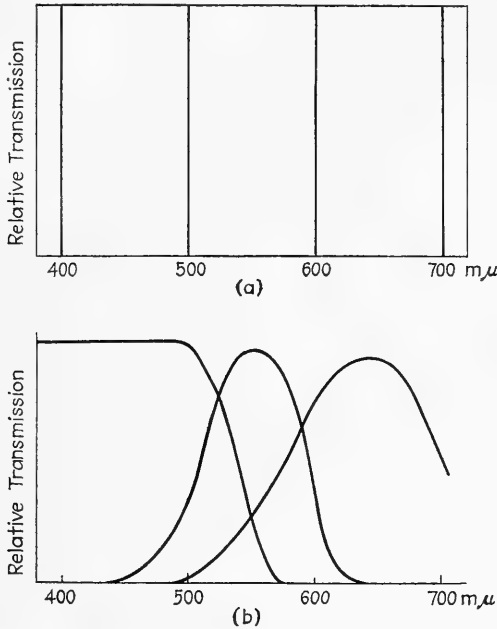 Relative Transmission
400 500 600 700 mμ
(a)
Relative Transmission
400 500 600 700 mμ
(b)